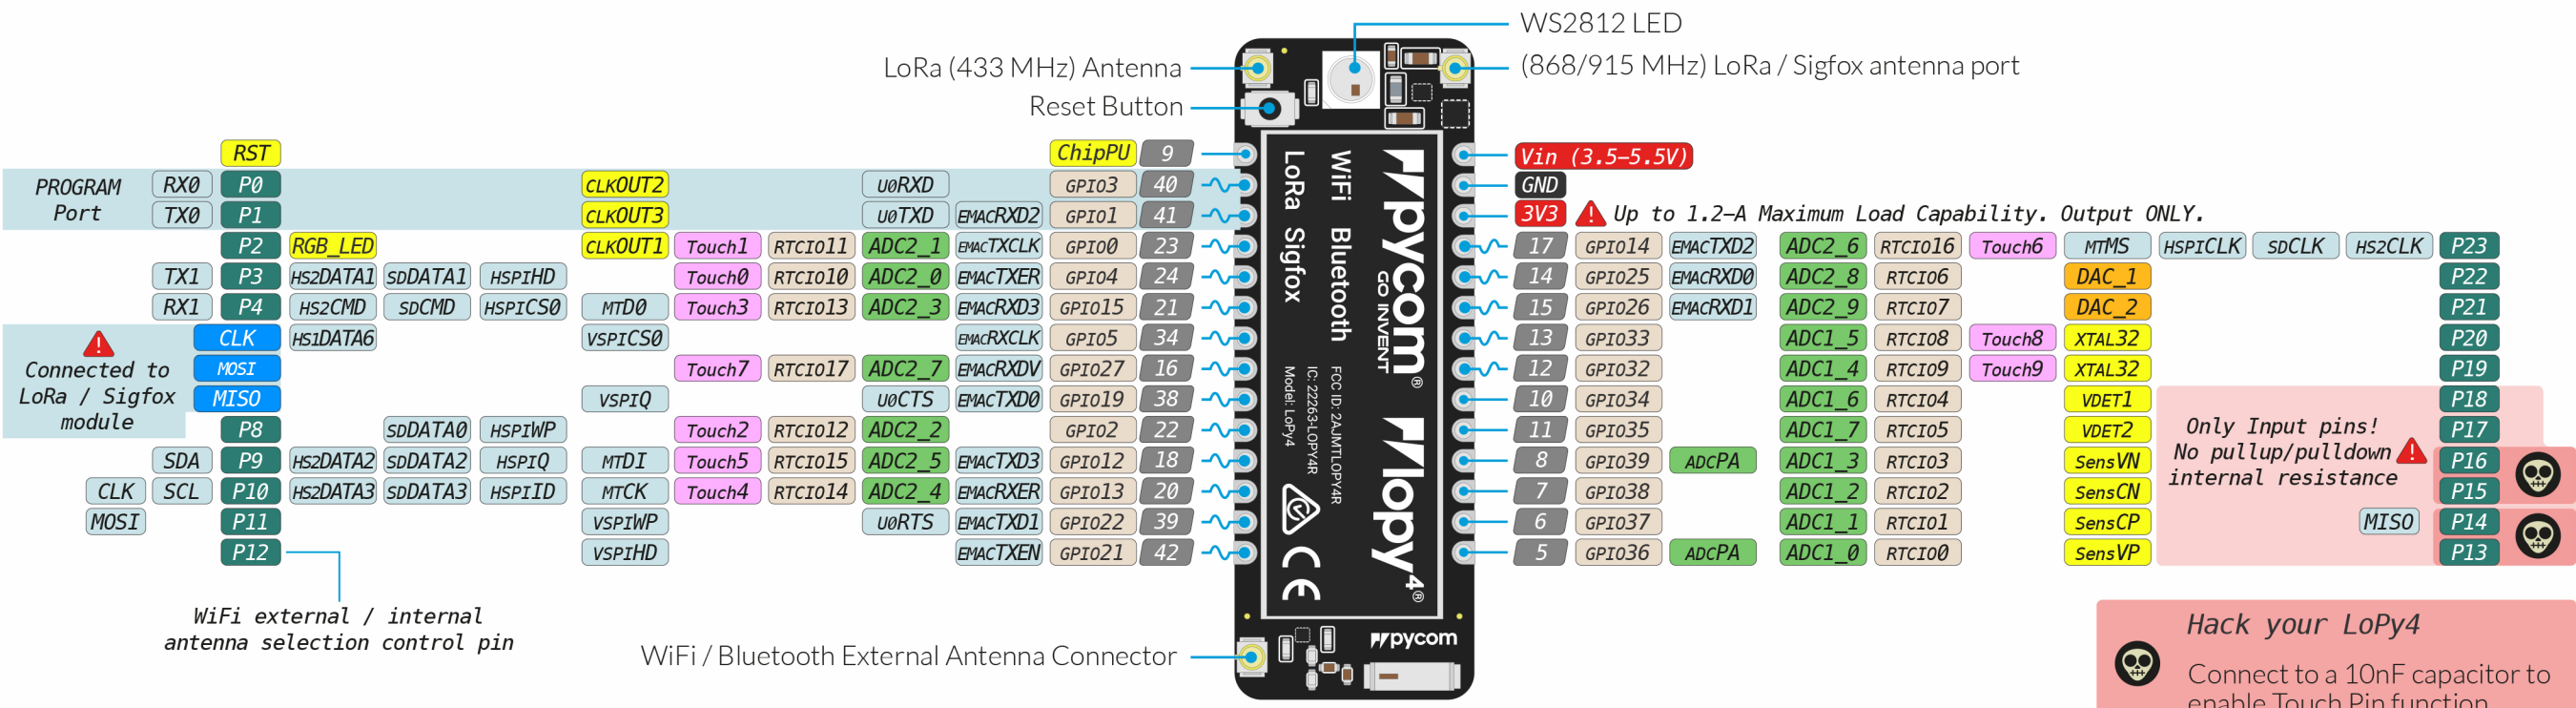 WS2812 LED
LoRa (433 MHz) Antenna
(868/915 MHz) LoRa / Sigfox antenna port
Reset Button
RST ChipPU 9 Vin (3.5–5.5V)
PROGRAM Port
RX0 P0 CLKOUT2 U0RXD GPIO3 40 GND
TX0 P1 CLKOUT3 U0TXD EMACRXD2 GPIO1 41 3V3 Up to 1.2–A Maximum Load Capability. Output ONLY.
P2 RGB_LED CLKOUT1 Touch1 RTCIO11 ADC2_1 EMACTXCLK GPIO0 23 17 GPIO14 EMACTXD2 ADC2_6 RTCIO16 Touch6 MTMS HSPICLK SDCLK HS2CLK P23
TX1 P3 HS2DATA1 SDDATA1 HSPIHD Touch0 RTCIO10 ADC2_0 EMACTXER GPIO4 24 14 GPIO25 EMACRXD0 ADC2_8 RTCIO6 DAC_1 P22
RX1 P4 HS2CMD SDCMD HSPICS0 MTDO Touch3 RTCIO13 ADC2_3 EMACRXD3 GPIO15 21 15 GPIO26 EMACRXD1 ADC2_9 RTCIO7 DAC_2 P21
CLK HS1DATA6 VSPICS0 EMACRXCLK GPIO5 34 13 GPIO33 ADC1_5 RTCIO8 Touch8 XTAL32 P20
MOSI Touch7 RTCIO17 ADC2_7 EMACRXDV GPIO27 16 12 GPIO32 ADC1_4 RTCIO9 Touch9 XTAL32 P19
MISO VSPIQ U0CTS EMACTXD0 GPIO19 38 10 GPIO34 ADC1_6 RTCIO4 VDET1 P18
Connected to
LoRa / Sigfox
module
P8 SDDATA0 HSPIWP Touch2 RTCIO12 ADC2_2 GPIO2 22 11 GPIO35 ADC1_7 RTCIO5 VDET2 P17
SDA P9 HS2DATA2 SDDATA2 HSPIQ MTDI Touch5 RTCIO15 ADC2_5 EMACTXD3 GPIO12 18 8 GPIO39 ADCPA ADC1_3 RTCIO3 SensVN P16
CLK SCL P10 HS2DATA3 SDDATA3 HSPIID MTCK Touch4 RTCIO14 ADC2_4 EMACRXER GPIO13 20 7 GPIO38 ADC1_2 RTCIO2 SensCN P15
MOSI P11 VSPIWP U0RTS EMACTXD1 GPIO22 39 6 GPIO37 ADC1_1 RTCIO1 SensCP MISO P14
P12 VSPIHD EMACTXEN GPIO21 42 5 GPIO36 ADCPA ADC1_0 RTCIO0 SensVP P13
Only Input pins!
No pullup/pulldown
internal resistance
WiFi external / internal
antenna selection control pin
WiFi / Bluetooth External Antenna Connector
pycom®
GO INVENT
WiFi Bluetooth
LoRa Sigfox
lopy4®
FCC ID: 2AJMTLOPY4R
IC: 22263-LOPY4R
Model: LoPy4
CE
pycom
Hack your LoPy4
Connect to a 10nF capacitor to
enable Touch Pin function